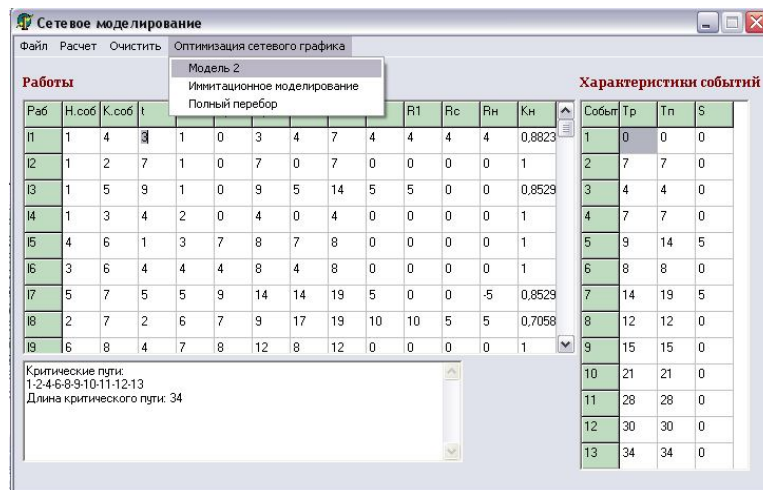 Сетевое моделирование
Файл Расчет Очистить Оптимизация сетевого графика
Модель 2
Иммитационное моделирование
Полный перебор
Работы
Раб Н.соб К.соб t R1 Rc Rн Кн
I1 1 4 3 1 0 3 4 7 4 4 4 4 0,8823
I2 1 2 7 1 0 7 0 7 0 0 0 0 1
I3 1 5 9 1 0 9 5 14 5 5 0 0 0,8529
I4 1 3 4 2 0 4 0 4 0 0 0 0 1
I5 4 6 1 3 7 8 7 8 0 0 0 0 1
I6 3 6 4 4 4 8 4 8 0 0 0 0 1
I7 5 7 5 5 9 14 14 19 5 0 0 -5 0,8529
I8 2 7 2 6 7 9 17 19 10 10 5 5 0,7058
I9 6 8 4 7 8 12 8 12 0 0 0 0 1
Критические пути:
1-2-4-6-8-9-10-11-12-13
Длина критического пути: 34
Характеристики событий
Событ Тр Тп S
1 0 0 0
2 7 7 0
3 4 4 0
4 7 7 0
5 9 14 5
6 8 8 0
7 14 19 5
8 12 12 0
9 15 15 0
10 21 21 0
11 28 28 0
12 30 30 0
13 34 34 0